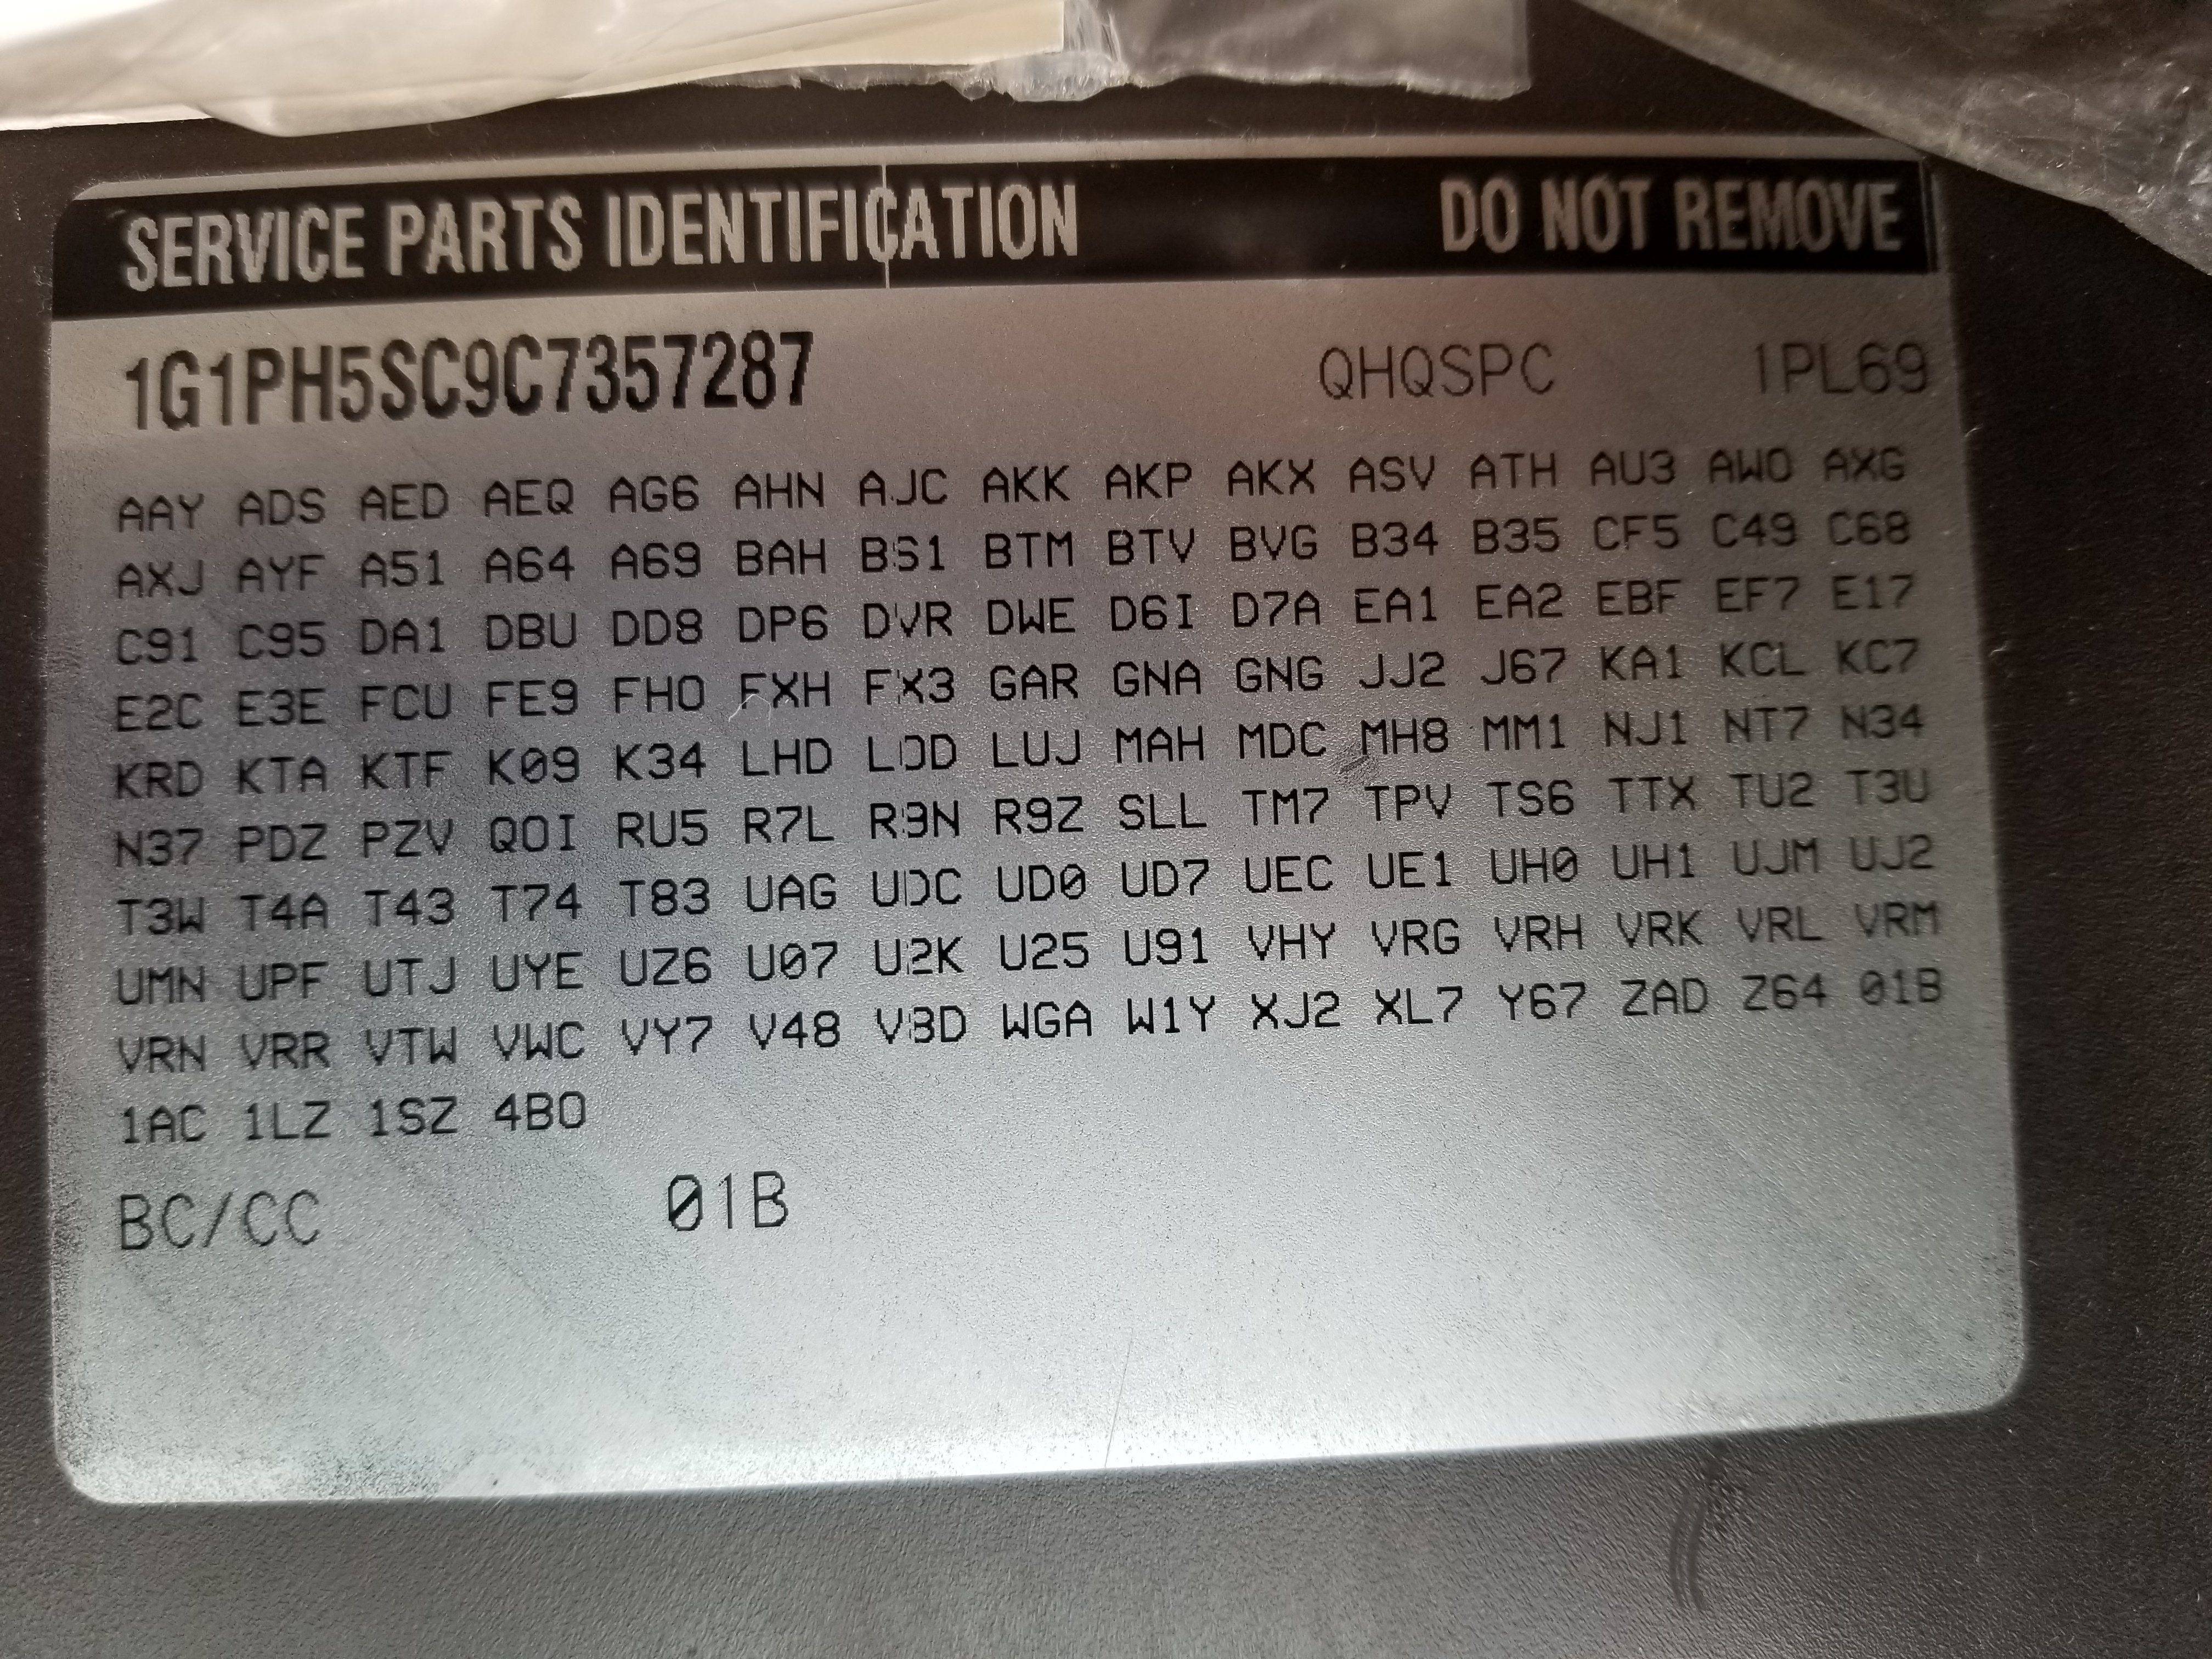 SERVICE PARTS IDENTIFICATION DO NOT REMOVE
1G1PH5SC9C7357287 QHQSPC 1PL69
AAY ADS AED AEQ AG6 AHN AJC AKK AKP AKX ASV ATH AU3 AWO AXG
AXJ AYF A51 A64 A69 BAH BS1 BTM BTV BVG B34 B35 CF5 C49 C68
C91 C95 DA1 DBU DD8 DP6 DVR DWE D6I D7A EA1 EA2 EBF EF7 E17
E2C E3E FCU FE9 FHO FXH FX3 GAR GNA GNG JJ2 J67 KA1 KCL KC7
KRD KTA KTF K09 K34 LHD LOD LUJ MAH MDC MH8 MM1 NJ1 NT7 N34
N37 PDZ PZV QOI RU5 R7L R9N R9Z SLL TM7 TPV TS6 TTX TU2 T3U
T3W T4A T43 T74 T83 UAG UDC UD0 UD7 UEC UE1 UH0 UH1 UJM UJ2
UMN UPF UTJ UYE UZ6 U07 U2K U25 U91 VHY VRG VRH VRK VRL VRM
VRN VRR VTW VWC VY7 V48 V8D WGA W1Y XJ2 XL7 Y67 ZAD Z64 01B
1AC 1LZ 1SZ 4BO
BC/CC 01B